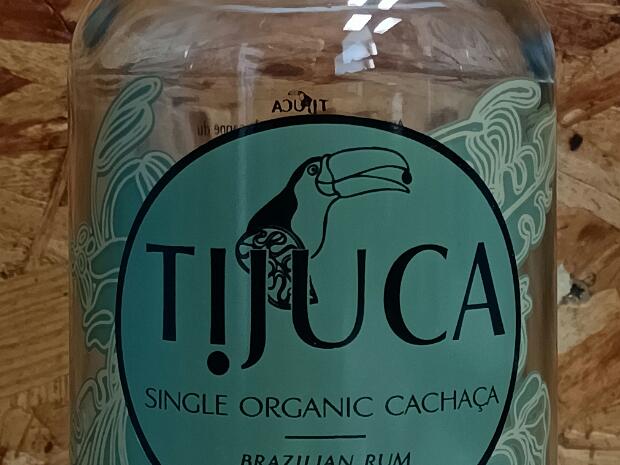 TIJUCA
TIJUCA
SINGLE ORGANIC CACHAÇA
BRAZILIAN RUM